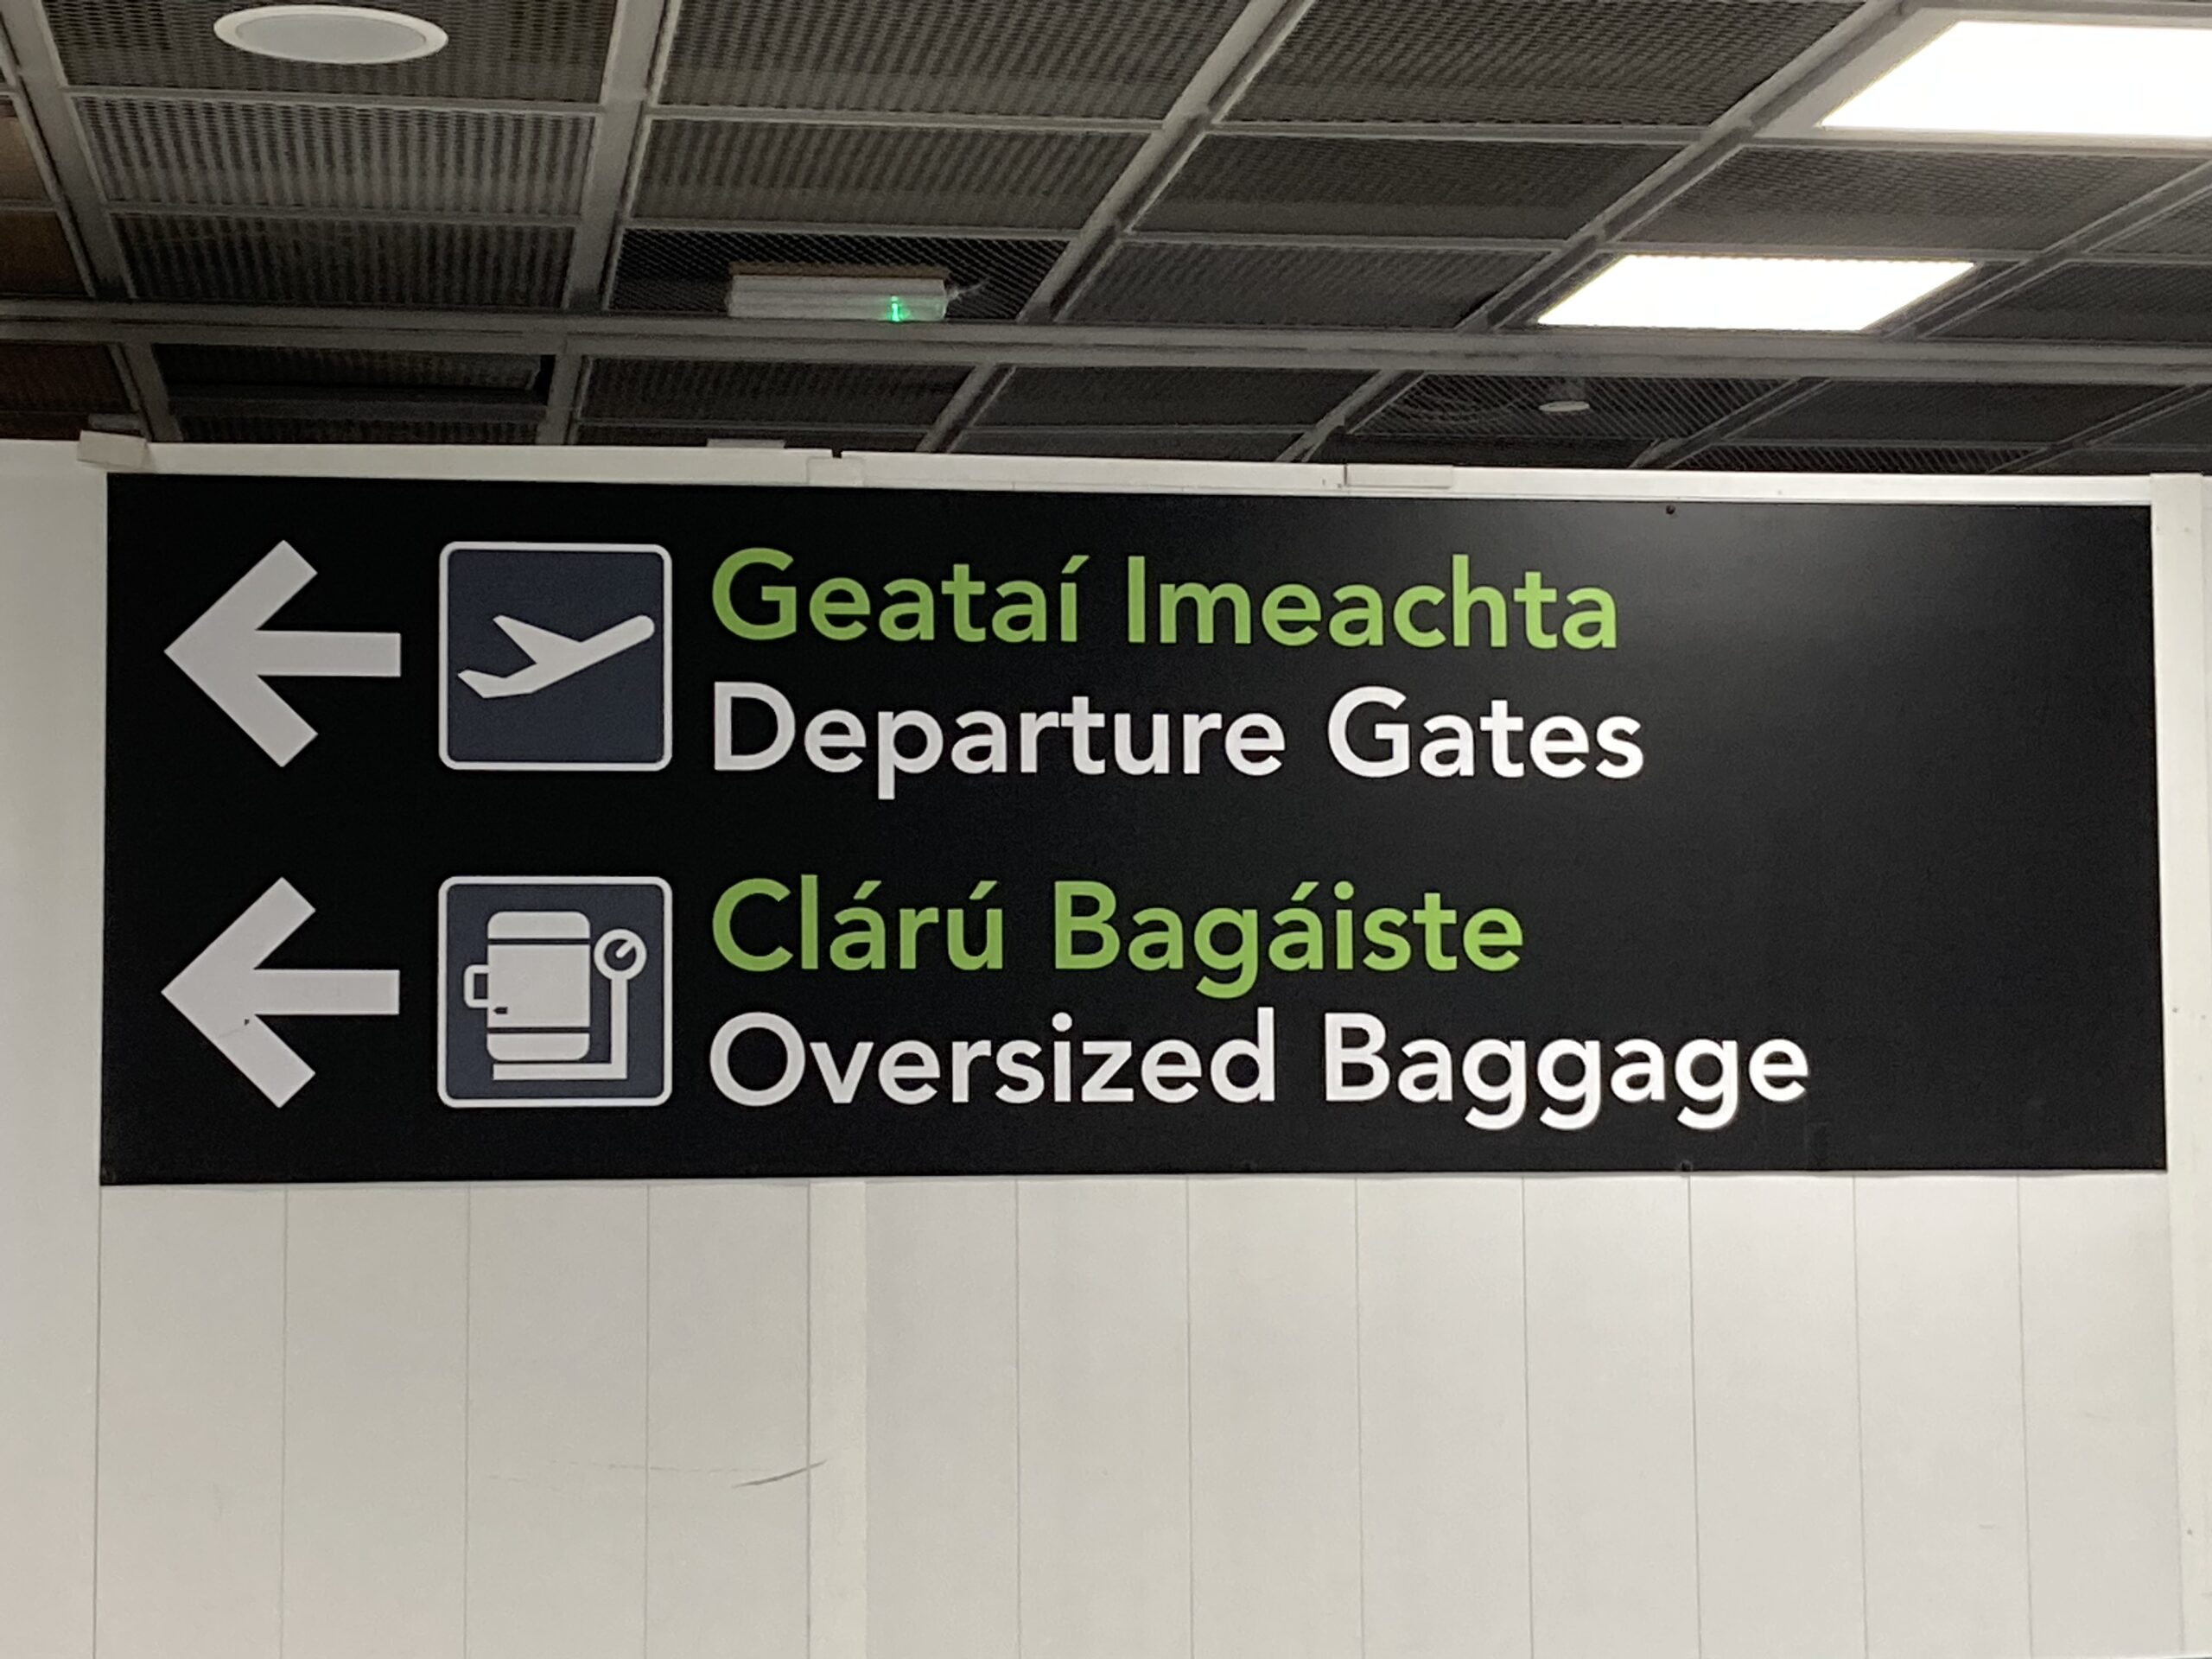 Geataí Imeachta
Departure Gates
Clárú Bagáiste
Oversized Baggage